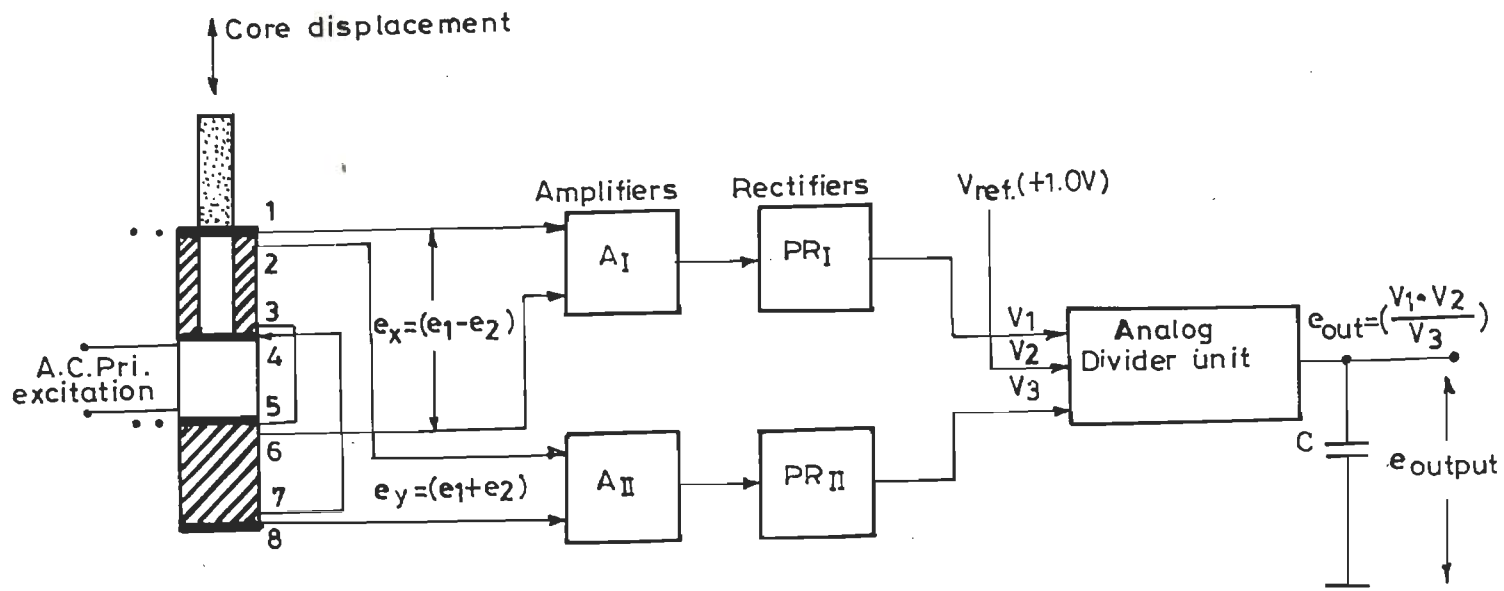 Core displacement
Amplifiers
Rectifiers
Vref.(+1.0V)
1
2
3
4
5
6
7
8
A.C.Pri.
excitation
ex=(e1-e2)
ey=(e1+e2)
AI
PRI
AII
PRII
V1
V2
V3
Analog
Divider unit
eout=(V1•V2/V3)
C
eoutput